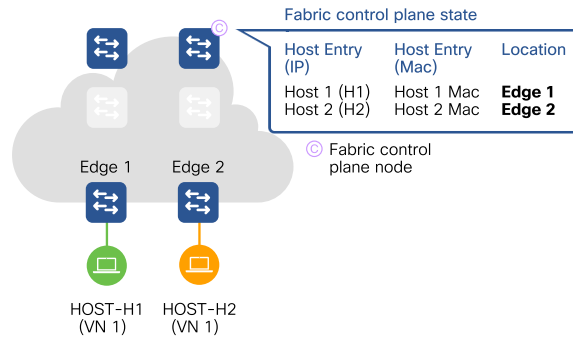 Fabric control plane state
Host Entry (IP) Host Entry (Mac) Location
Host 1 (H1) Host 1 Mac Edge 1
Host 2 (H2) Host 2 Mac Edge 2
C
C Fabric control
plane node
Edge 1 Edge 2
HOST-H1 HOST-H2
(VN 1) (VN 1)